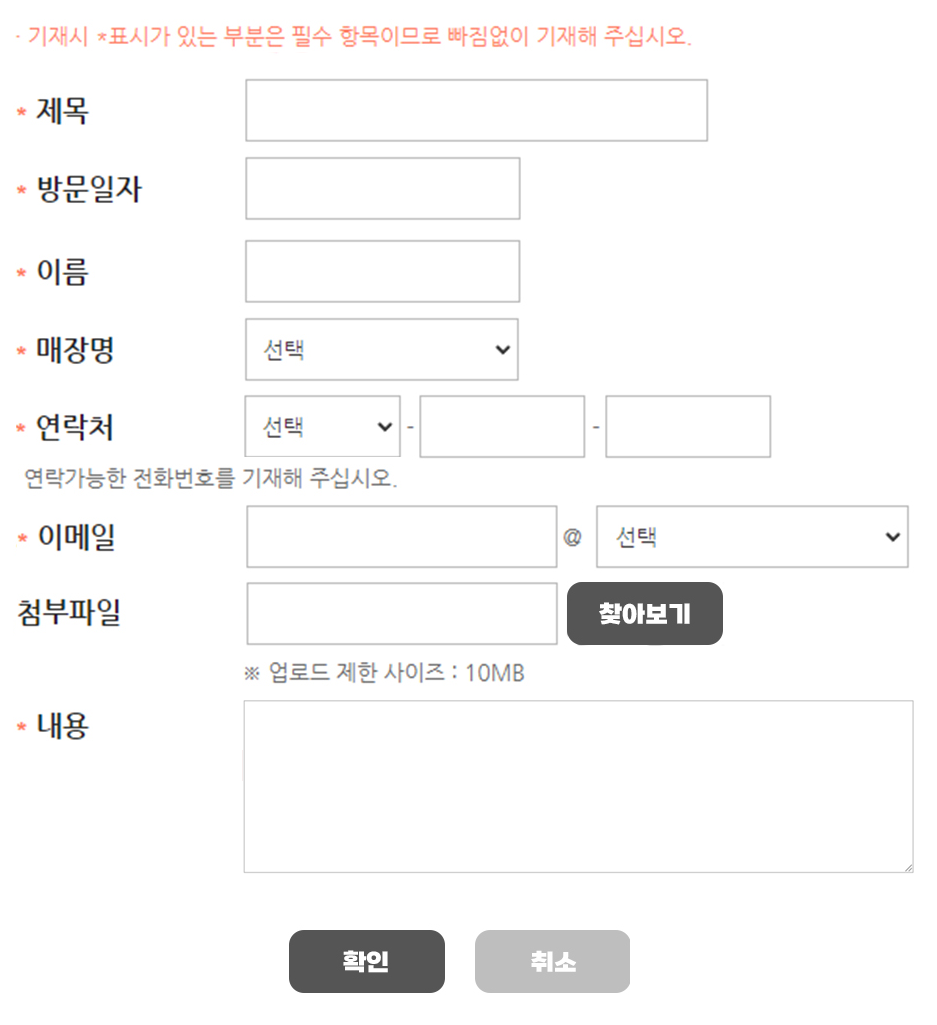 · 기재시 *표시가 있는 부분은 필수 항목이므로 빠짐없이 기재해 주십시오.
* 제목
* 방문일자
* 이름
* 매장명 선택
* 연락처 선택 - -
연락가능한 전화번호를 기재해 주십시오.
* 이메일 @ 선택
첨부파일 찾아보기
※ 업로드 제한 사이즈 : 10MB
* 내용
확인 취소